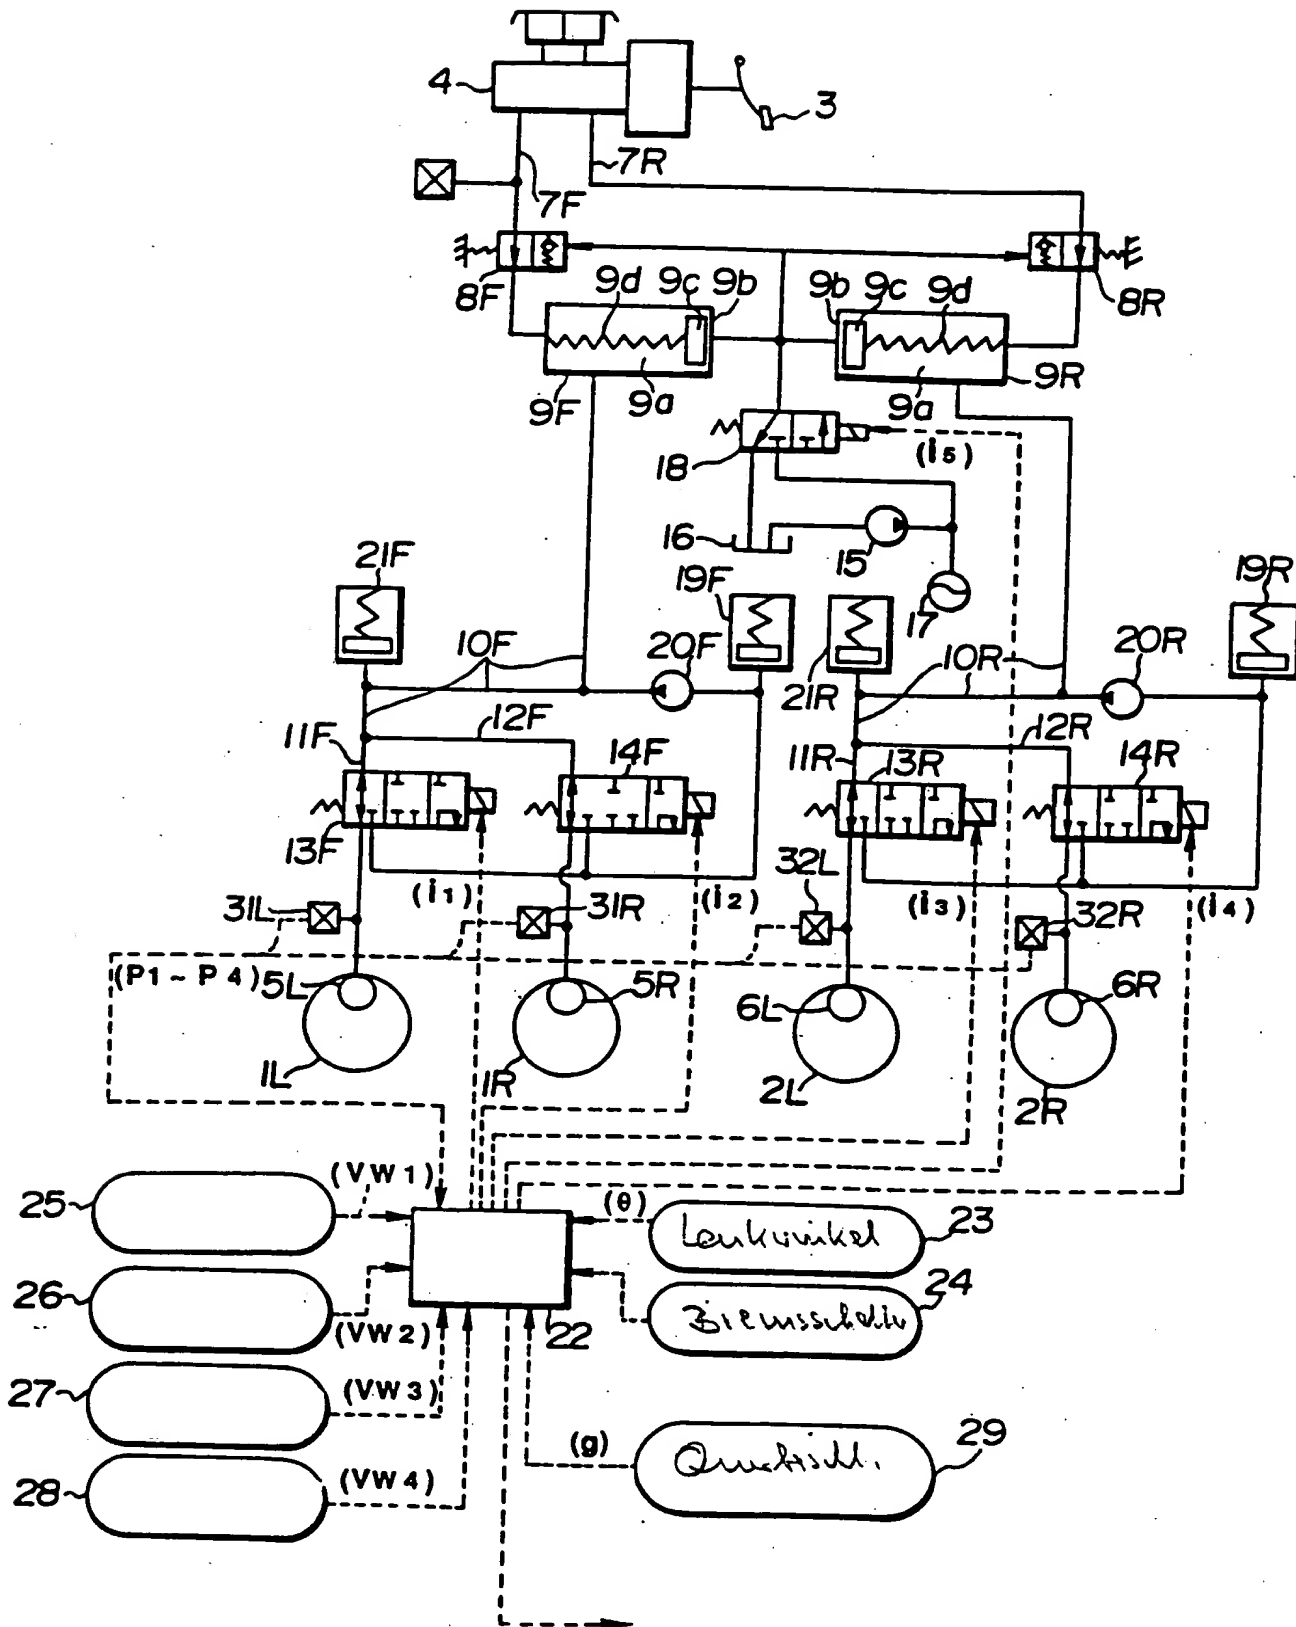 4
3
7R
7F
8F
9d 9c 9b
9b 9c 9d
8R
9F
9a
9a
9R
18
(i5)
16
15
17
21F
19F
19R
10F
20F
21R
10R
20R
11F
12F
14F
11R
13R
12R
14R
13F
32L
31L
(i1)
31R
(i2)
(i3)
32R
(i4)
(P1~P4)
5L
5R
6L
6R
1L
1R
2L
2R
(VW1)
25
(θ)
Lenkwinkel
23
26
24
Bremsschalter
(VW2)
22
27
(VW3)
(g)
Querbeschl.
29
28
(VW4)